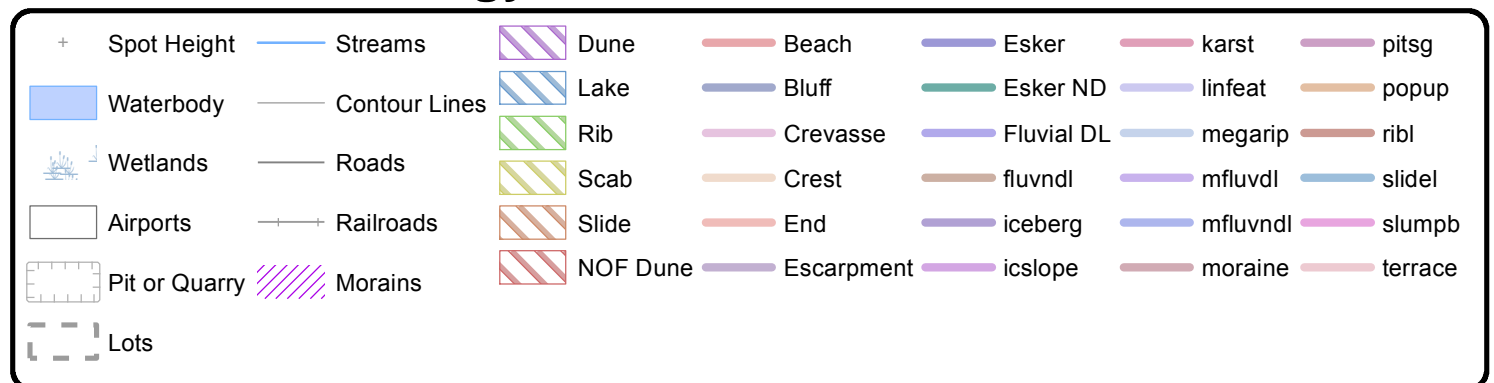 gy
Spot Height
Waterbody
Wetlands
Airports
Pit or Quarry
Lots
Streams
Contour Lines
Roads
Railroads
Morains
Dune
Lake
Rib
Scab
Slide
NOF Dune
Beach
Bluff
Crevasse
Crest
End
Escarpment
Esker
Esker ND
Fluvial DL
fluvndl
iceberg
icslope
karst
linfeat
megarip
mfluvdl
mfluvndl
moraine
pitsg
popup
ribl
slidel
slumpb
terrace